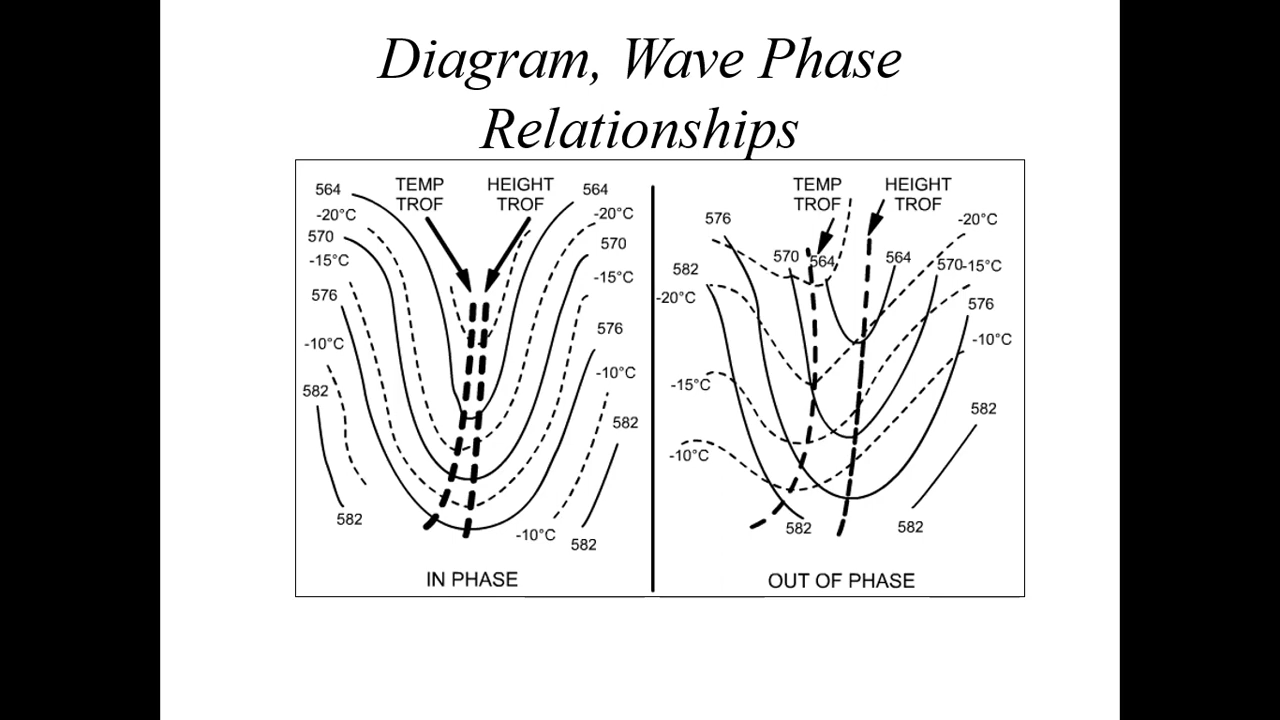 Diagram, Wave Phase
Relationships
TEMP
TROF
HEIGHT
TROF
564
-20°C
570
-15°C
576
-10°C
582
582
564
-20°C
570
-15°C
576
-10°C
582
-10°C
582
IN PHASE
TEMP
TROF
HEIGHT
TROF
576
582
-20°C
-15°C
-10°C
570
564
564
570
-20°C
-15°C
576
-10°C
582
582
582
OUT OF PHASE